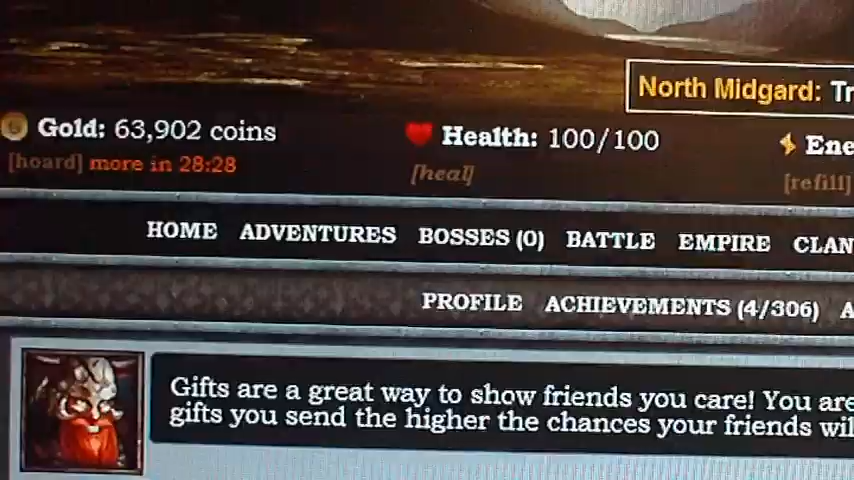 North Midgard:
Gold: 63,902 coins
Health: 100/100
[hoard] more in 28:28
[heal]
[refill]
HOME ADVENTURES BOSSES (0) BATTLE EMPIRE CLAN
PROFILE ACHIEVEMENTS (4/306)
Gifts are a great way to show friends you care! You are
gifts you send the higher the chances your friends